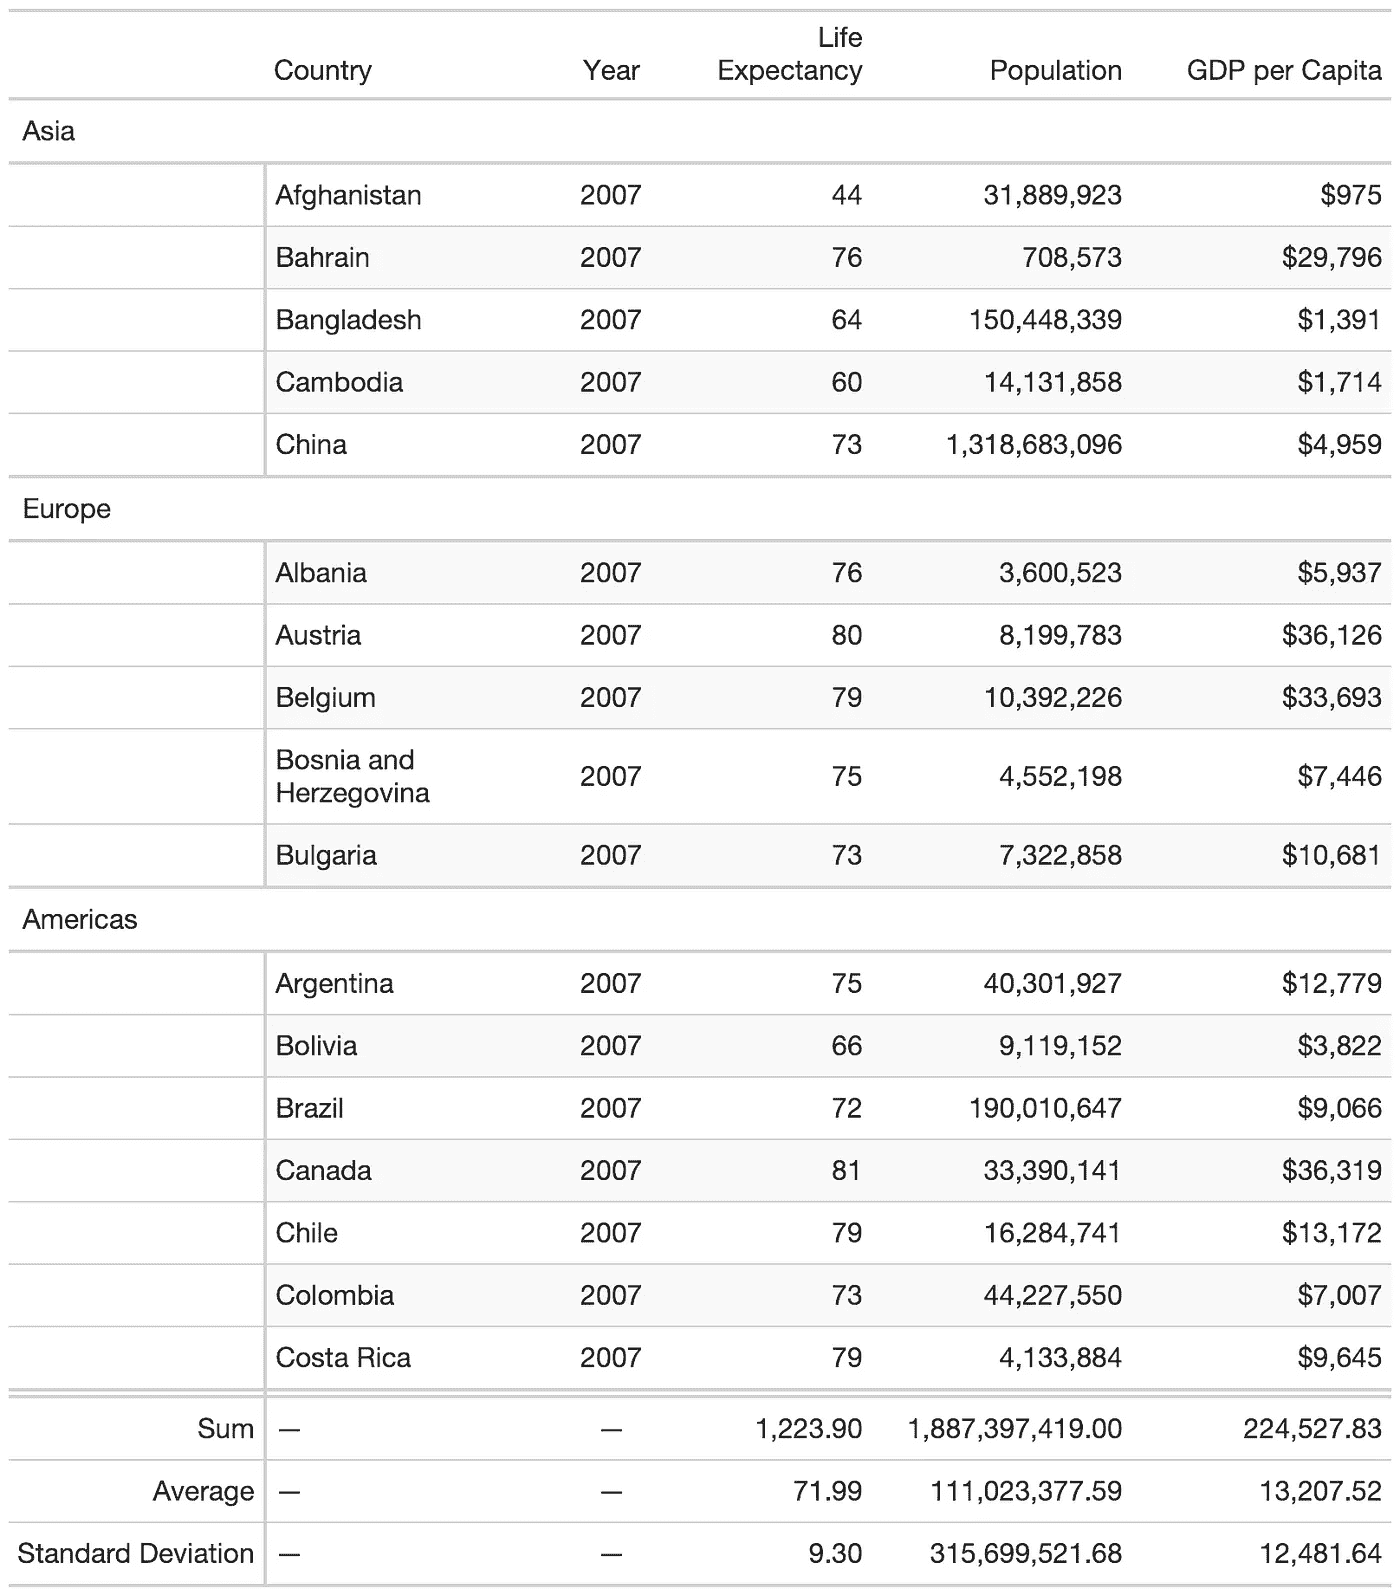 Country Year Life Expectancy Population GDP per Capita
Asia
Afghanistan 2007 44 31,889,923 $975
Bahrain 2007 76 708,573 $29,796
Bangladesh 2007 64 150,448,339 $1,391
Cambodia 2007 60 14,131,858 $1,714
China 2007 73 1,318,683,096 $4,959
Europe
Albania 2007 76 3,600,523 $5,937
Austria 2007 80 8,199,783 $36,126
Belgium 2007 79 10,392,226 $33,693
Bosnia and Herzegovina 2007 75 4,552,198 $7,446
Bulgaria 2007 73 7,322,858 $10,681
Americas
Argentina 2007 75 40,301,927 $12,779
Bolivia 2007 66 9,119,152 $3,822
Brazil 2007 72 190,010,647 $9,066
Canada 2007 81 33,390,141 $36,319
Chile 2007 79 16,284,741 $13,172
Colombia 2007 73 44,227,550 $7,007
Costa Rica 2007 79 4,133,884 $9,645
Sum — — 1,223.90 1,887,397,419.00 224,527.83
Average — — 71.99 111,023,377.59 13,207.52
Standard Deviation — — 9.30 315,699,521.68 12,481.64